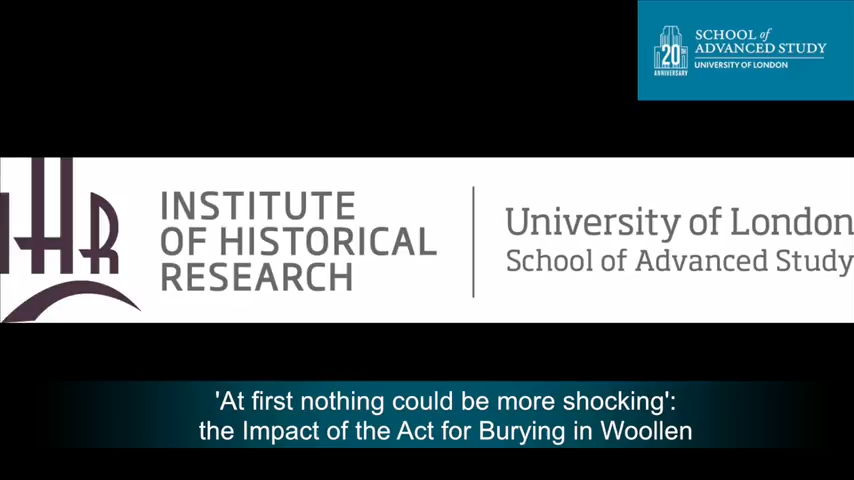 SCHOOL of
ADVANCED STUDY
UNIVERSITY OF LONDON
20TH
ANNIVERSARY
IHR
INSTITUTE
OF HISTORICAL
RESEARCH
University of London
School of Advanced Study
'At first nothing could be more shocking':
the Impact of the Act for Burying in Woollen